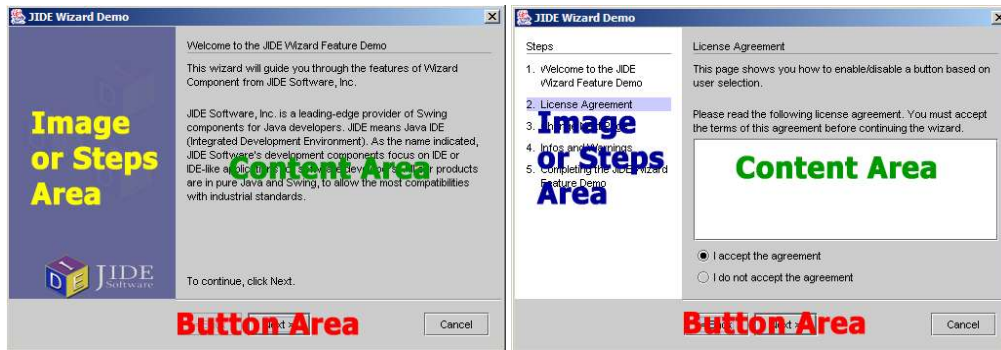 JIDE Wizard Demo
Welcome to the JIDE Wizard Feature Demo
This wizard will guide you through the features of Wizard
Component from JIDE Software, Inc.
JIDE Software, Inc. is a leading-edge provider of Swing
components for Java developers. JIDE means Java IDE
(Integrated Development Environment). As the name indicated,
JIDE Software's development components focus on IDE or
IDE-like
products
are in pure Java and Swing, to allow the most compatibilities
with industrial standards.
To continue, click Next.
Image
or Steps
Area
Content Area
JIDE
Software
Button Area
Cancel
JIDE Wizard Demo
Steps
1. Welcome to the JIDE
Wizard Feature Demo
2. License Agreement
3.
4. Infos and Warnings
5. Completing the JIDE Wizard
Feature Demo
Image
or Steps
Area
License Agreement
This page shows you how to enable/disable a button based on
user selection.
Please read the following license agreement. You must accept
the terms of this agreement before continuing the wizard.
Content Area
I accept the agreement
I do not accept the agreement
Button Area
Cancel